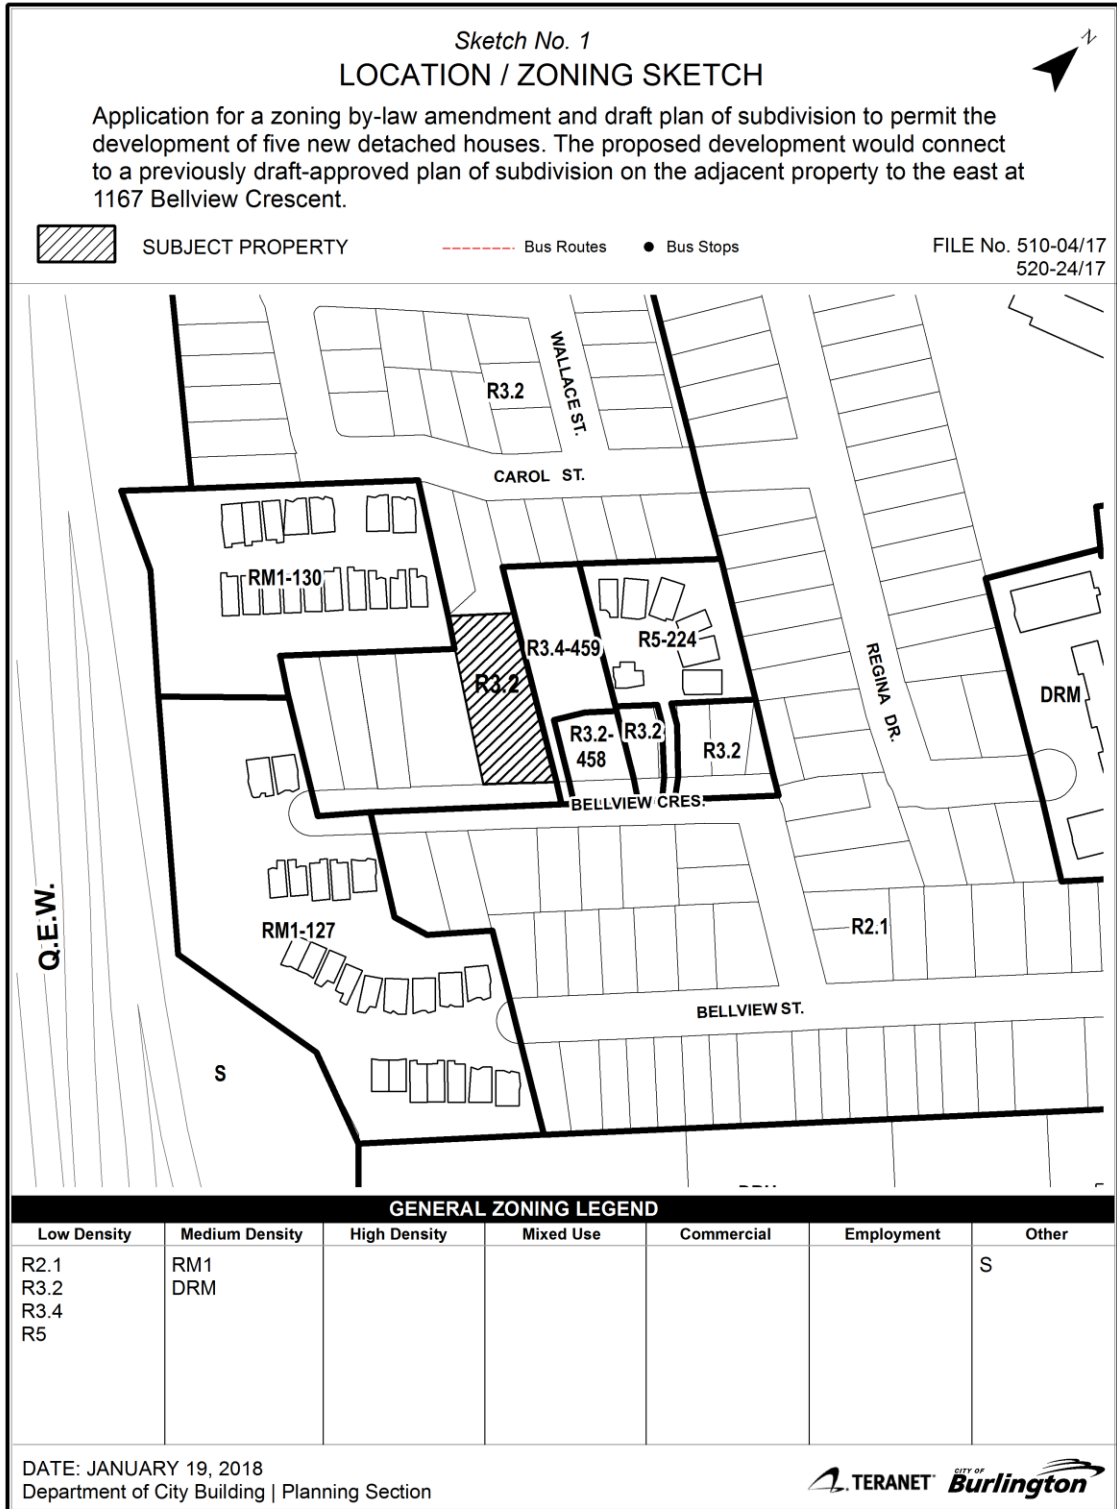 Sketch No. 1
LOCATION / ZONING SKETCH
N
Application for a zoning by-law amendment and draft plan of subdivision to permit the
development of five new detached houses. The proposed development would connect
to a previously draft-approved plan of subdivision on the adjacent property to the east at
1167 Bellview Crescent.
SUBJECT PROPERTY
Bus Routes
Bus Stops
FILE No. 510-04/17
520-24/17
WALLACE ST.
R3.2
CAROL ST.
RM1-130
R3.4-459
R5-224
R3.2
REGINA DR.
DRM
R3.2-
458
R3.2
R3.2
BELLVIEW CRES.
Q.E.W.
RM1-127
R2.1
BELLVIEW ST.
S
GENERAL ZONING LEGEND
Low Density
Medium Density
High Density
Mixed Use
Commercial
Employment
Other
R2.1
R3.2
R3.4
R5
RM1
DRM
S
DATE: JANUARY 19, 2018
Department of City Building | Planning Section
TERANET
CITY OF
Burlington